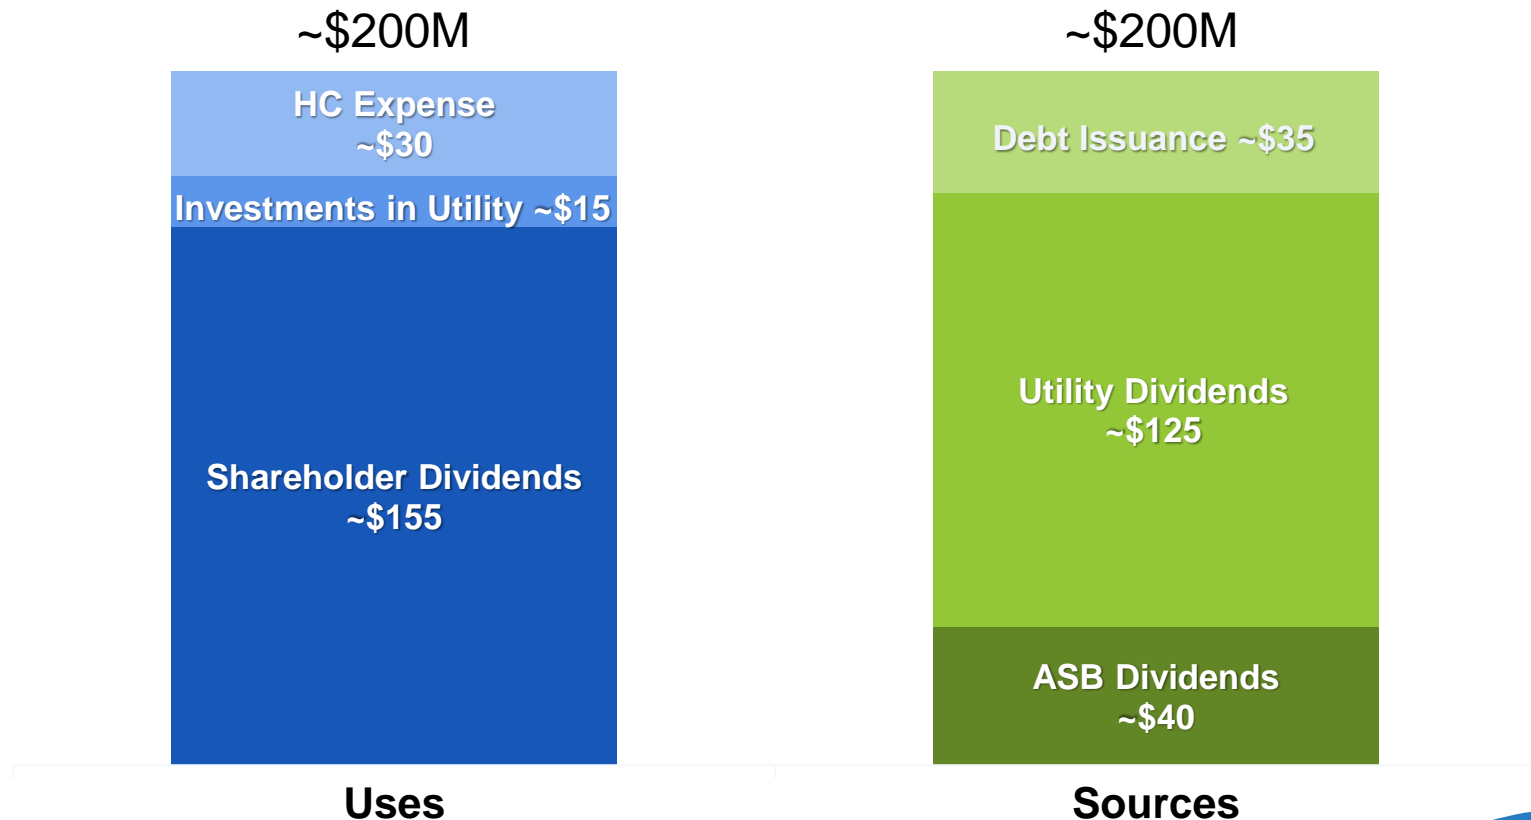 ~$200M
HC Expense
~$30
Investments in Utility ~$15
Shareholder Dividends
~$155
Uses
~$200M
Debt Issuance ~$35
Utility Dividends
~$125
ASB Dividends
~$40
Sources